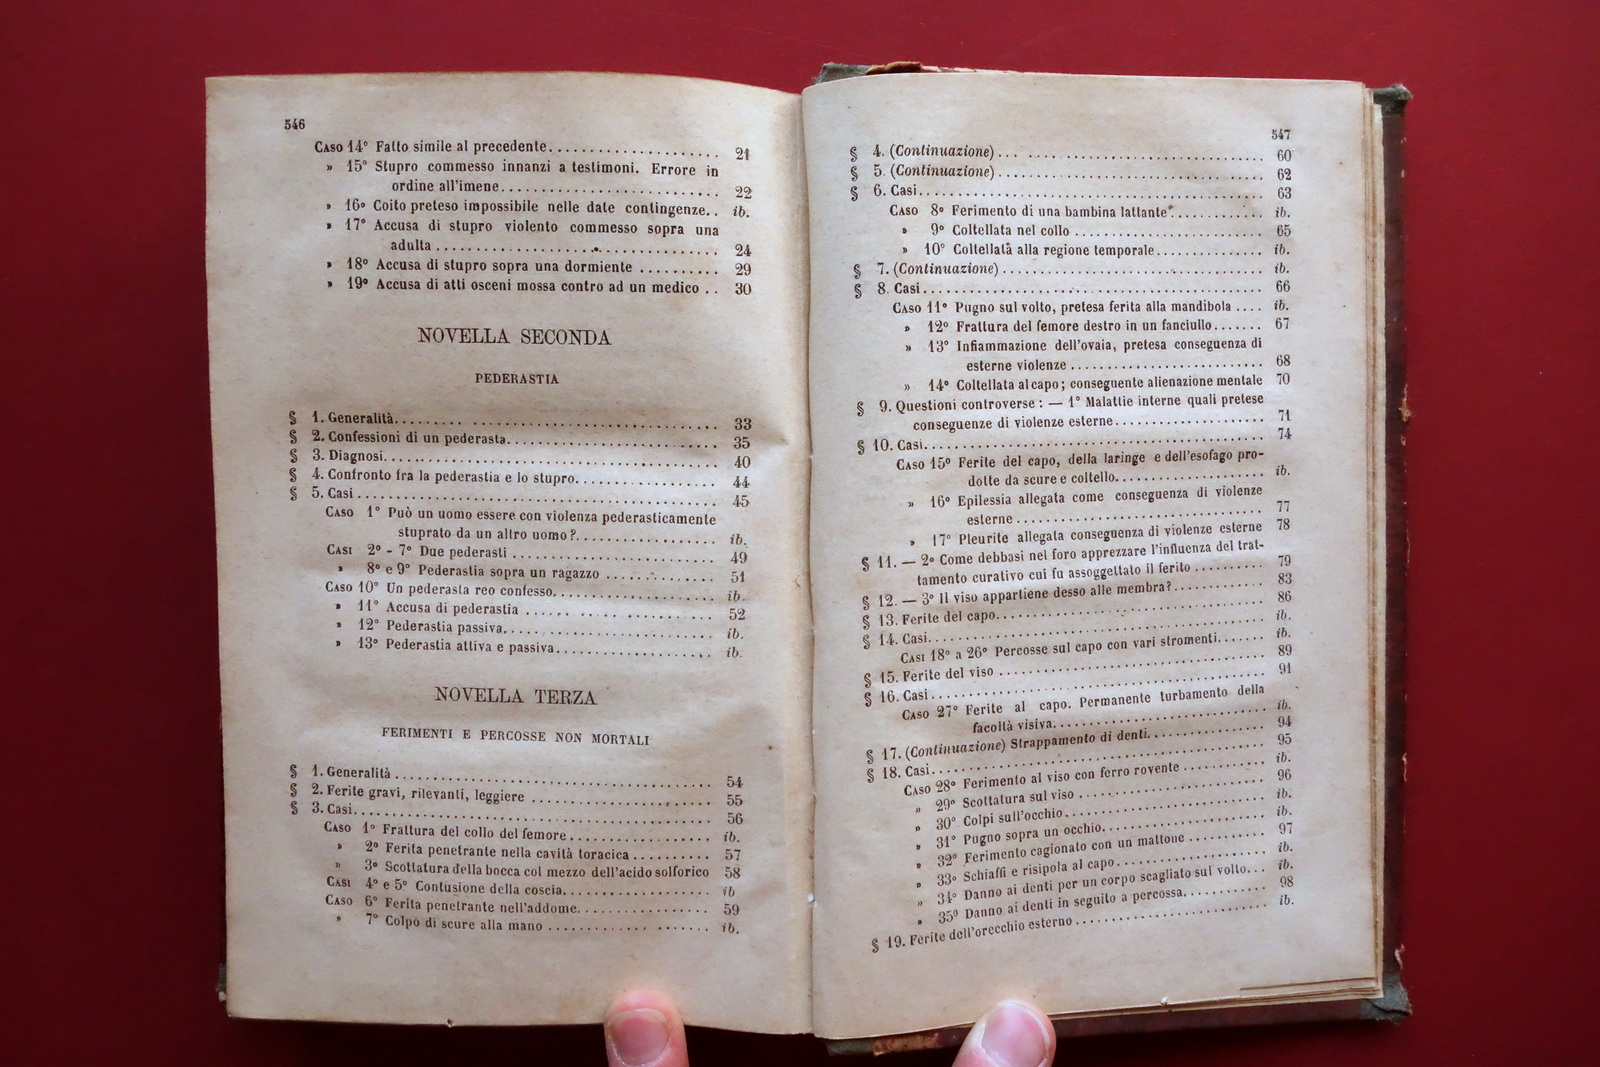 546
Caso 14° Fatto simile al precedente.................... 21
» 15° Stupro commesso innanzi a testimoni. Errore in
ordine all'imene.......................... 22
» 16° Coito preteso impossibile nelle date contingenze.. ib.
» 17° Accusa di stupro violento commesso sopra una
adulta .................................. 24
» 18° Accusa di stupro sopra una dormiente .......... 29
» 19° Accusa di atti osceni mossa contro ad un medico .. 30
NOVELLA SECONDA
PEDERASTIA
§ 1. Generalità..................................... 33
§ 2. Confessioni di un pederasta......................... 35
§ 3. Diagnosi....................................... 40
§ 4. Confronto fra la pederastia e lo stupro................. 44
§ 5. Casi .......................................... 45
Caso 1° Può un uomo essere con violenza pederasticamente
stuprato da un altro uomo?................. ib.
Casi 2° - 7° Due pederasti ........................ 49
» 8° e 9° Pederastia sopra un ragazzo ............. 51
Caso 10° Un pederasta reo confesso................... ib.
» 11° Accusa di pederastia ...................... 52
» 12° Pederastia passiva......................... ib.
» 13° Pederastia attiva e passiva................... ib.
NOVELLA TERZA
FERIMENTI E PERCOSSE NON MORTALI
§ 1. Generalità ..................................... 54
§ 2. Ferite gravi, rilevanti, leggiere ...................... 55
§ 3. Casi.......................................... 56
Caso 1° Frattura del collo del femore................. ib.
» 2° Ferita penetrante nella cavità toracica .......... 57
» 3° Scottatura della bocca col mezzo dell'acido solforico 58
Casi 4° e 5° Contusione della coscia.................. ib
Caso 6° Ferita penetrante nell'addome................ 59
» 7° Colpo di scure alla mano .................... ib.
547
§ 4. (Continuazione) ................................ 60
§ 5. (Continuazione) ................................ 62
§ 6. Casi.......................................... 63
Caso 8° Ferimento di una bambina lattante ............ ib.
» 9° Coltellata nel collo ......................... 65
» 10° Coltellata alla regione temporale............... ib.
§ 7. (Continuazione) ................................ ib.
§ 8. Casi.......................................... 66
Caso 11° Pugno sul volto, pretesa ferita alla mandibola .... ib.
» 12° Frattura del femore destro in un fanciullo....... 67
» 13° Infiammazione dell'ovaia, pretesa conseguenza di
esterne violenze ......................... 68
» 14° Coltellata al capo; conseguente alienazione mentale 70
§ 9. Questioni controverse: — 1° Malattie interne quali pretese
conseguenze di violenze esterne.................... 71
§ 10. Casi......................................... 74
Caso 15° Ferite del capo, della laringe e dell'esofago pro-
dotte da scure e coltello.................... ib.
» 16° Epilessia allegata come conseguenza di violenze
esterne ................................ 77
» 17° Pleurite allegata conseguenza di violenze esterne 78
§ 11. — 2° Come debbasi nel foro apprezzare l'influenza del trat-
tamento curativo cui fu assoggettato il ferito .......... 79
§ 12. — 3° Il viso appartiene desso alle membra?............. 83
§ 13. Ferite del capo.................................. 86
§ 14. Casi......................................... ib.
Casi 18° a 26° Percosse sul capo con vari stromenti....... ib.
§ 15. Ferite del viso .................................. 89
§ 16. Casi......................................... 91
Caso 27° Ferite al capo. Permanente turbamento della
facoltà visiva............................ ib.
§ 17. (Continuazione) Strappamento di denti................ 94
§ 18. Casi......................................... 95
Caso 28° Ferimento al viso con ferro rovente ............ ib.
» 29° Scottatura sul viso ......................... 96
» 30° Colpi sull'occhio........................... ib.
» 31° Pugno sopra un occhio...................... ib.
» 32° Ferimento cagionato con un mattone ........... 97
» 33° Schiaffi e risipola al capo.................... ib.
» 34° Danno ai denti per un corpo scagliato sul volto... ib.
» 35° Danno ai denti in seguito a percossa............ 98
§ 19. Ferite dell'orecchio esterno ........................ ib.